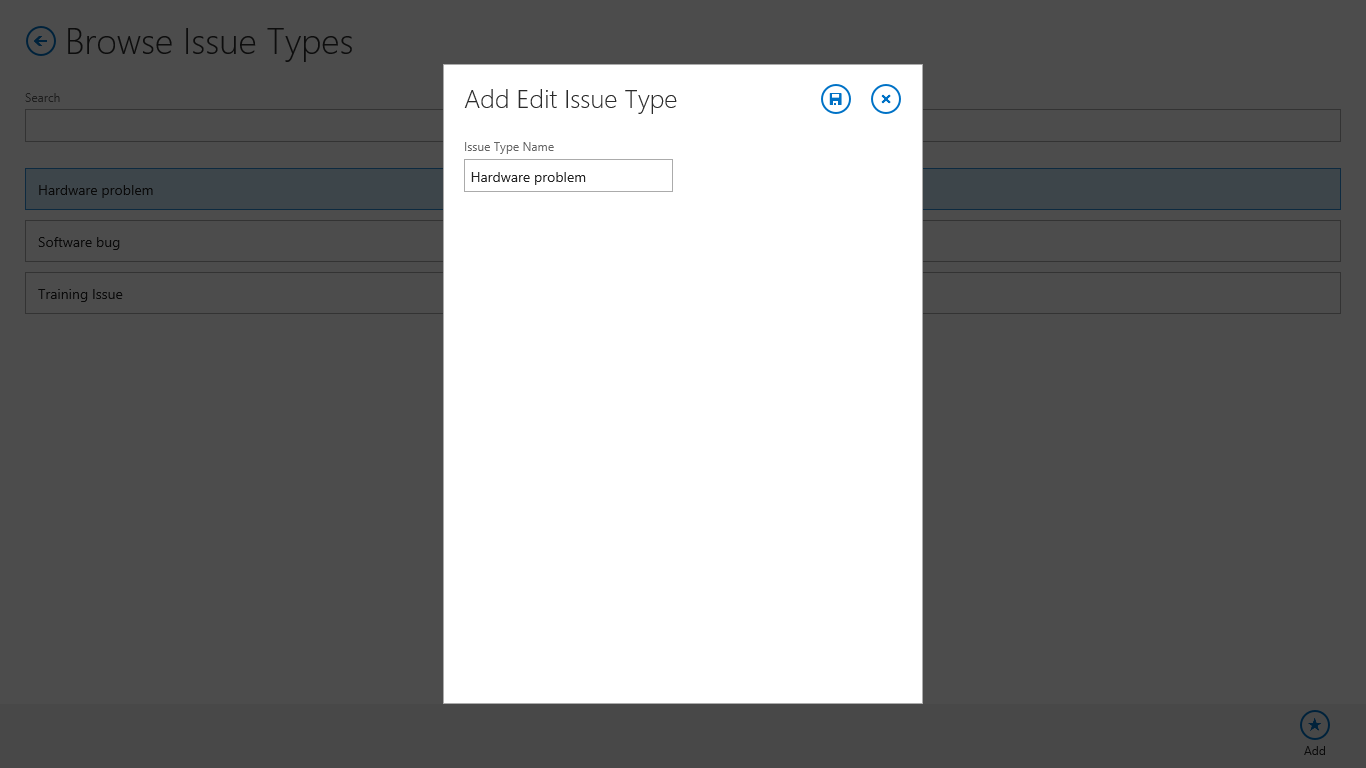 Browse Issue Types
Search
Hardware problem
Software bug
Training Issue
Add Edit Issue Type
Issue Type Name
Hardware problem
Add